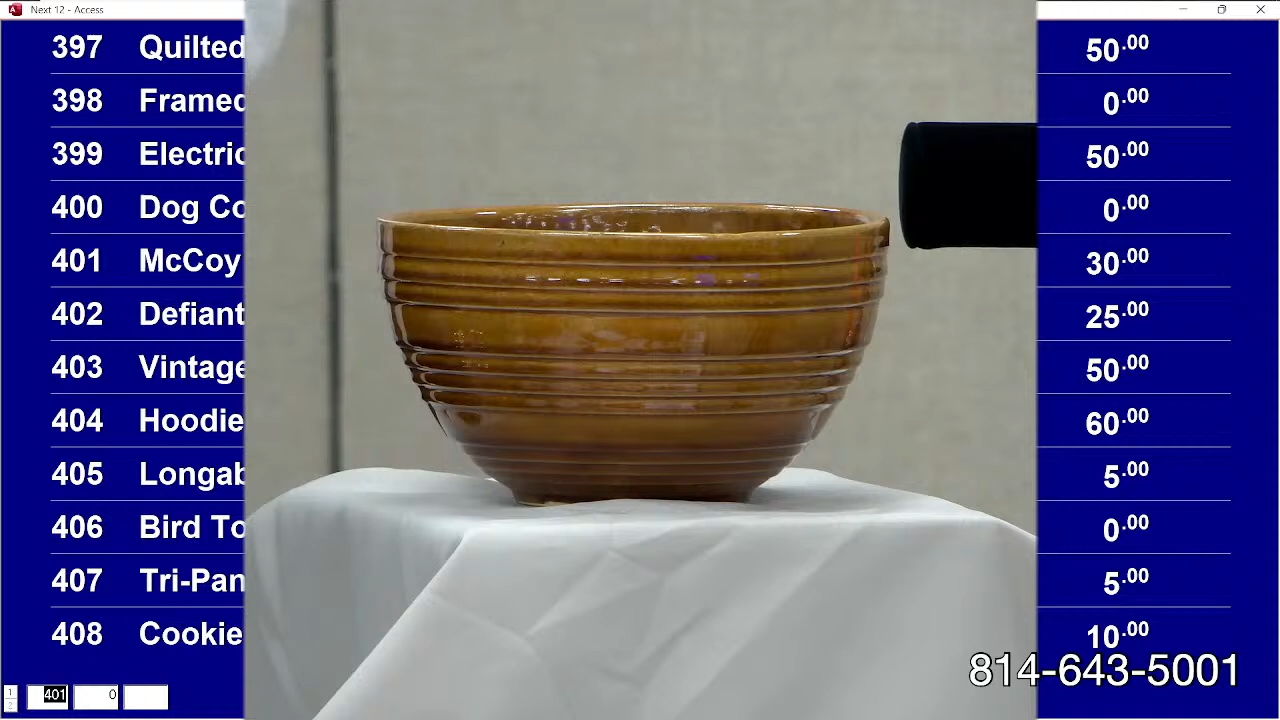 Next 12 - Access
397 Quilted 50.00
398 Framed 0.00
399 Electric 50.00
400 Dog Co 0.00
401 McCoy 30.00
402 Defiant 25.00
403 Vintage 50.00
404 Hoodie 60.00
405 Longab 5.00
406 Bird To 0.00
407 Tri-Pan 5.00
408 Cookie 10.00
814-643-5001
1
2
401 0